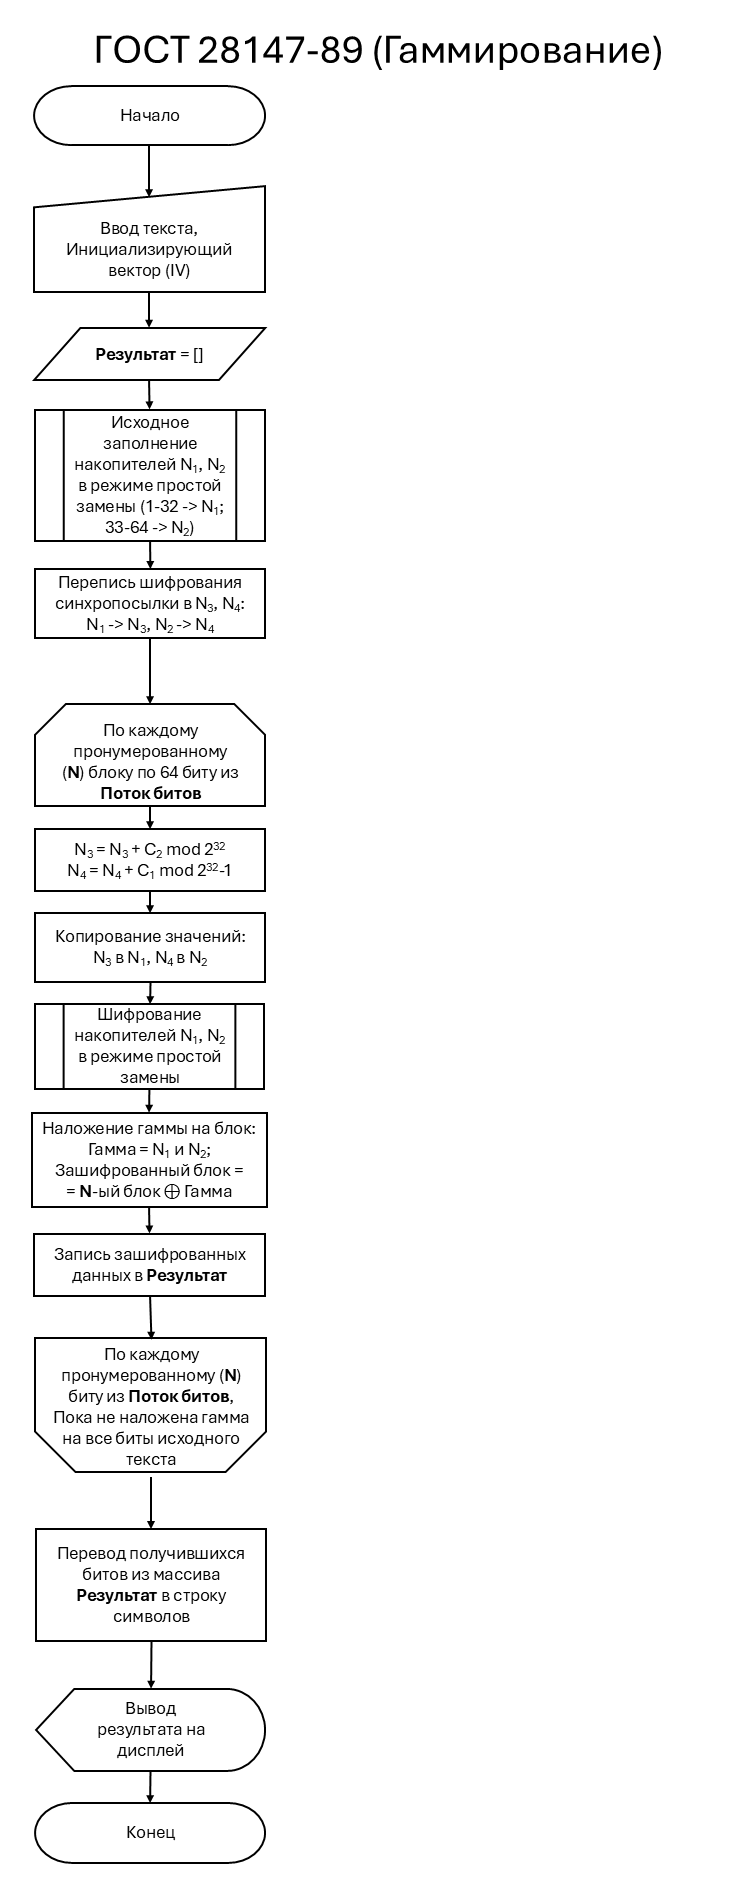 ГОСТ 28147-89 (Гаммирование)
Начало
Ввод текста,
Инициализирующий
вектор (IV)
Результат = []
Исходное
заполнение
накопителей N₁, N₂
в режиме простой
замены (1-32 -> N₁;
33-64 -> N₂)
Перепись шифрования
синхропосылки в N₃, N₄:
N₁ -> N₃, N₂ -> N₄
По каждому
пронумерованному
(N) блоку по 64 биту из
Поток битов
N₃ = N₃ + C₂ mod 2³²
N₄ = N₄ + C₁ mod 2³²-1
Копирование значений:
N₃ в N₁, N₄ в N₂
Шифрование
накопителей N₁, N₂
в режиме простой
замены
Наложение гаммы на блок:
Гамма = N₁ и N₂;
Зашифрованный блок =
= N-ый блок ⊕ Гамма
Запись зашифрованных
данных в Результат
По каждому
пронумерованному (N)
биту из Поток битов,
Пока не наложена гамма
на все биты исходного
текста
Перевод получившихся
битов из массива
Результат в строку
символов
Вывод
результата на
дисплей
Конец